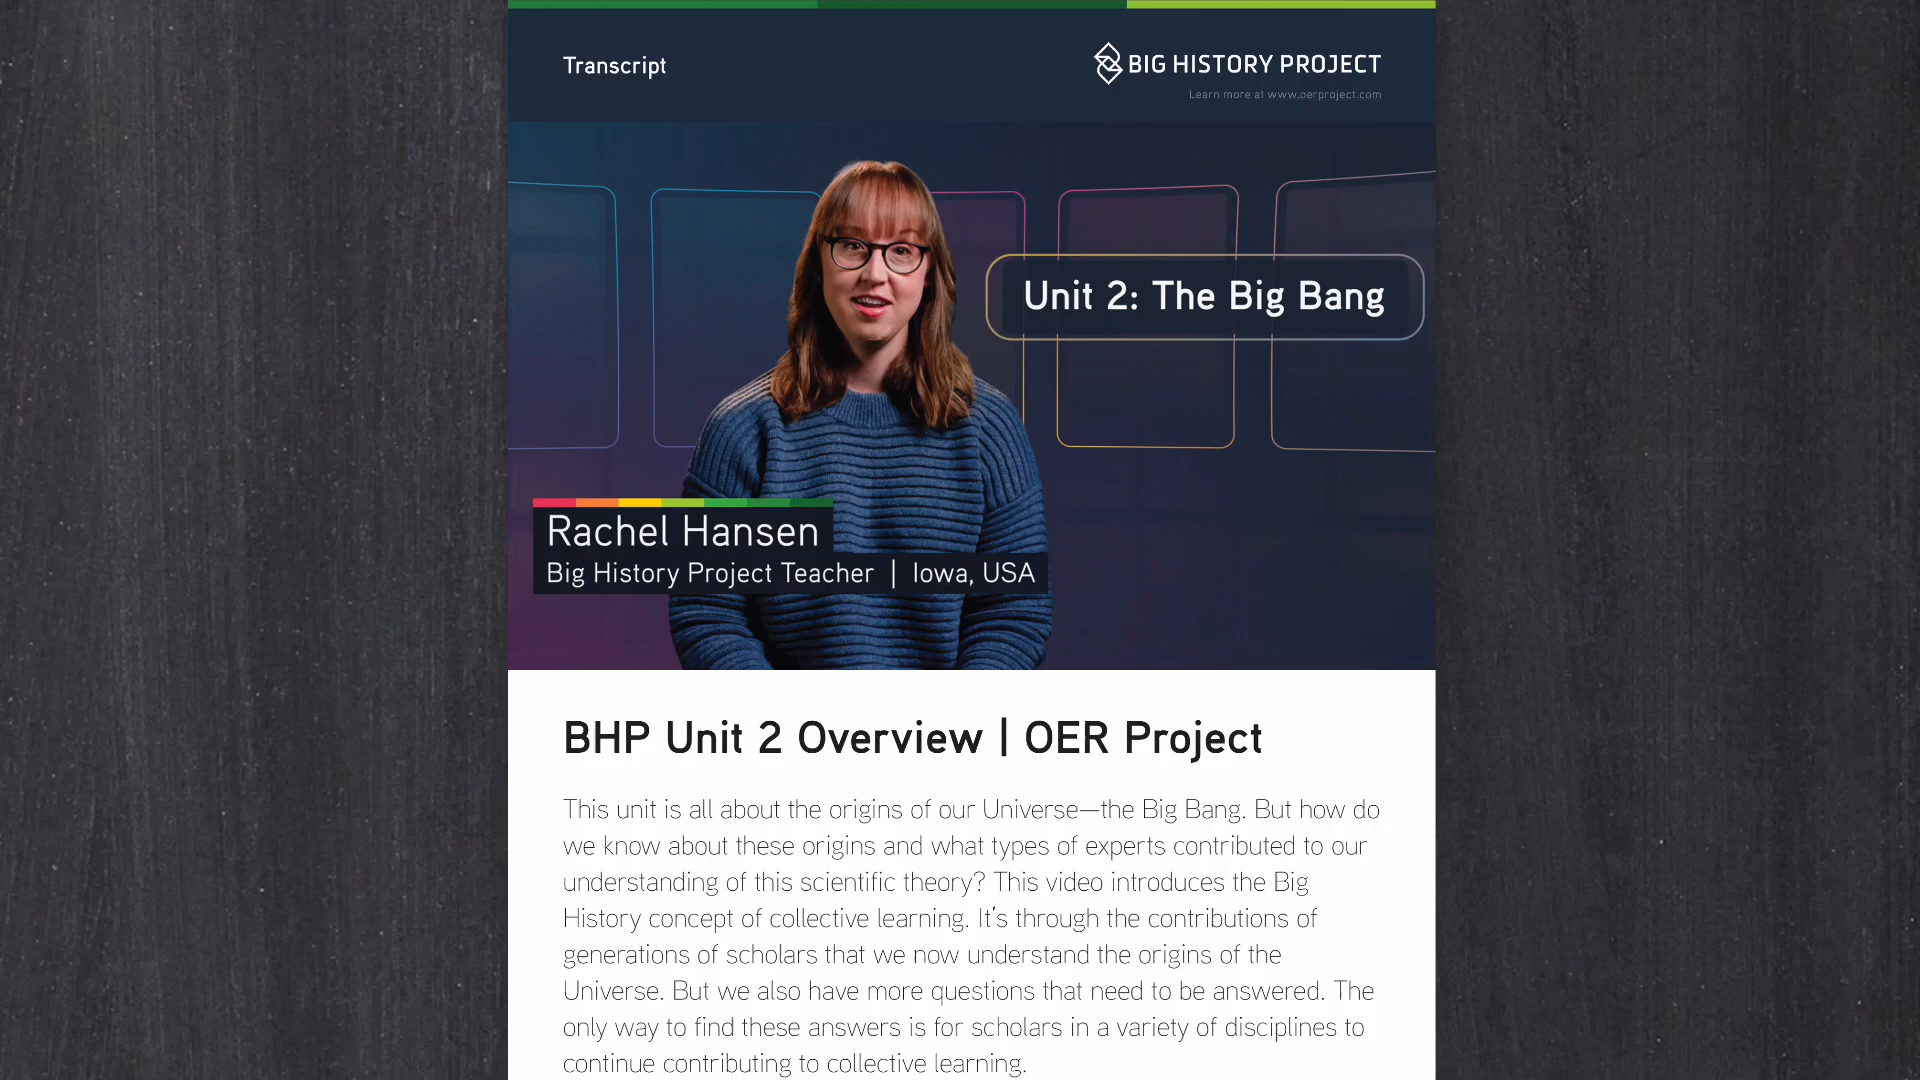 Transcript
BIG HISTORY PROJECT
Learn more at www.oerproject.com
Unit 2: The Big Bang
Rachel Hansen
Big History Project Teacher | Iowa, USA
BHP Unit 2 Overview | OER Project
This unit is all about the origins of our Universe—the Big Bang. But how do
we know about these origins and what types of experts contributed to our
understanding of this scientific theory? This video introduces the Big
History concept of collective learning. It's through the contributions of
generations of scholars that we now understand the origins of the
Universe. But we also have more questions that need to be answered. The
only way to find these answers is for scholars in a variety of disciplines to
continue contributing to collective learning.